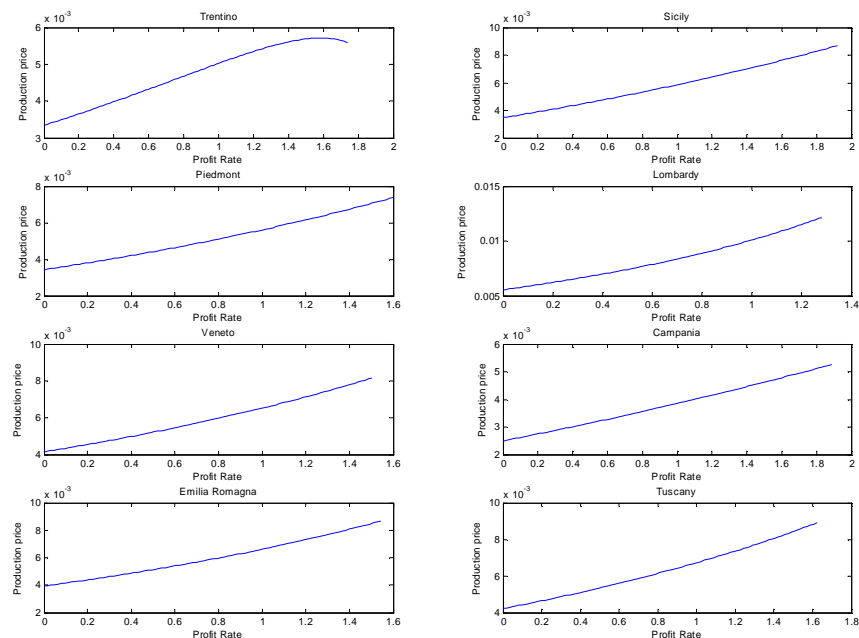 Trentino
x 10-3
6
5
4
3
Production price
0 0.2 0.4 0.6 0.8 1 1.2 1.4 1.6 1.8 2
Profit Rate
Sicily
x 10-3
10
8
6
4
2
Production price
0 0.2 0.4 0.6 0.8 1 1.2 1.4 1.6 1.8 2
Profit Rate
Piedmont
x 10-3
8
6
4
2
Production price
0 0.2 0.4 0.6 0.8 1 1.2 1.4 1.6
Profit Rate
Lombardy
0.015
0.01
0.005
Production price
0 0.2 0.4 0.6 0.8 1 1.2 1.4
Profit Rate
Veneto
x 10-3
10
8
6
4
Production price
0 0.2 0.4 0.6 0.8 1 1.2 1.4 1.6
Profit Rate
Campania
x 10-3
6
5
4
3
2
Production price
0 0.2 0.4 0.6 0.8 1 1.2 1.4 1.6 1.8 2
Profit Rate
Emilia Romagna
x 10-3
10
8
6
4
2
Production price
0 0.2 0.4 0.6 0.8 1 1.2 1.4 1.6
Profit Rate
Tuscany
x 10-3
10
8
6
4
Production price
0 0.2 0.4 0.6 0.8 1 1.2 1.4 1.6 1.8
Profit Rate